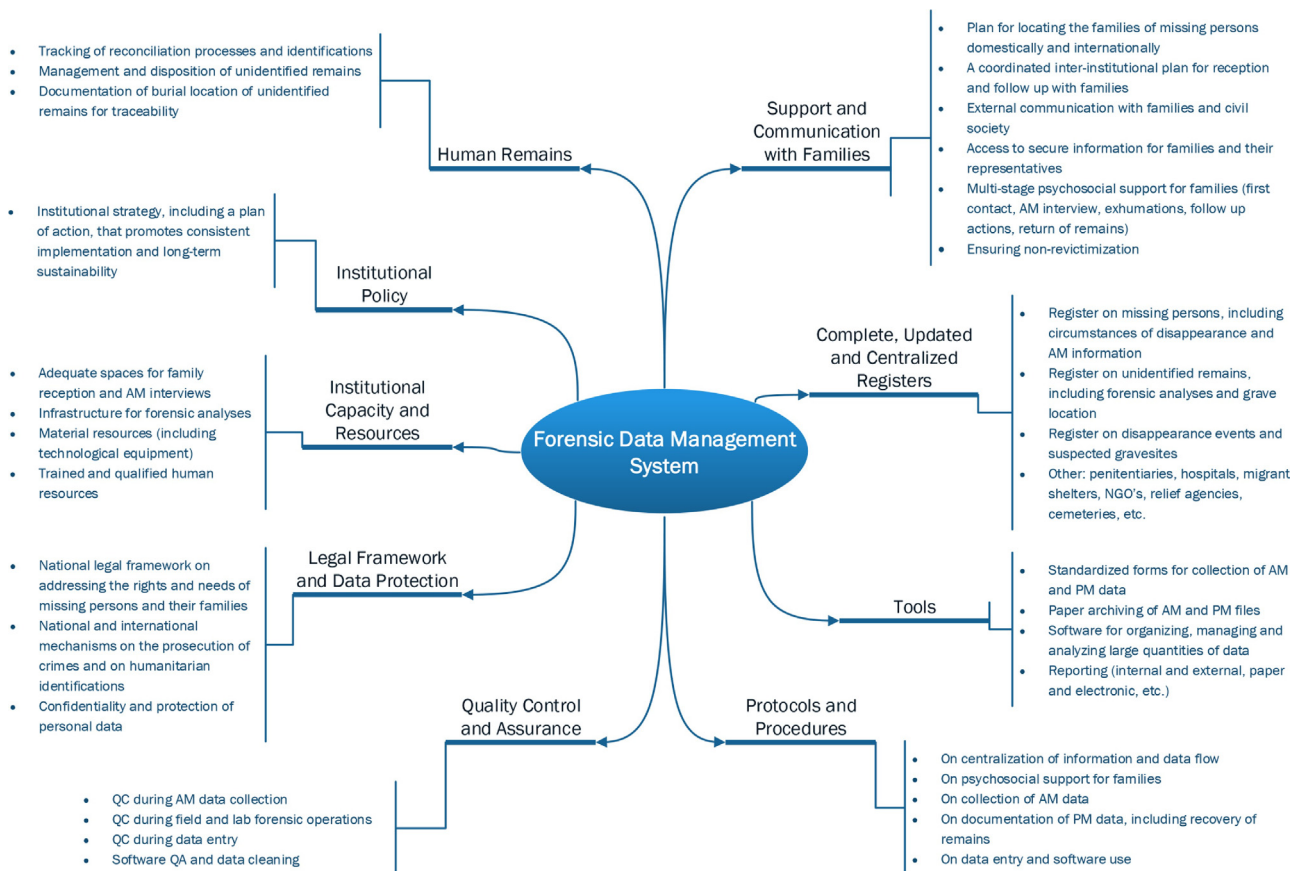 Forensic Data Management
System
Human Remains
• Tracking of reconciliation processes and identifications
• Management and disposition of unidentified remains
• Documentation of burial location of unidentified
remains for traceability
Institutional
Policy
• Institutional strategy, including a plan
of action, that promotes consistent
implementation and long-term
sustainability
Institutional
Capacity and
Resources
• Adequate spaces for family
reception and AM interviews
• Infrastructure for forensic analyses
• Material resources (including
technological equipment)
• Trained and qualified human
resources
Legal Framework
and Data Protection
• National legal framework on
addressing the rights and needs of
missing persons and their families
• National and international
mechanisms on the prosecution of
crimes and on humanitarian
identifications
• Confidentiality and protection of
personal data
Quality Control
and Assurance
• QC during AM data collection
• QC during field and lab forensic operations
• QC during data entry
• Software QA and data cleaning
Support and
Communication
with Families
• Plan for locating the families of missing persons
domestically and internationally
• A coordinated inter-institutional plan for reception
and follow up with families
• External communication with families and civil
society
• Access to secure information for families and their
representatives
• Multi-stage psychosocial support for families (first
contact, AM interview, exhumations, follow up
actions, return of remains)
• Ensuring non-revictimization
Complete, Updated
and Centralized
Registers
• Register on missing persons, including
circumstances of disappearance and
AM information
• Register on unidentified remains,
including forensic analyses and grave
location
• Register on disappearance events and
suspected gravesites
• Other: penitentiaries, hospitals, migrant
shelters, NGO's, relief agencies,
cemeteries, etc.
Tools
• Standardized forms for collection of AM
and PM data
• Paper archiving of AM and PM files
• Software for organizing, managing and
analyzing large quantities of data
• Reporting (internal and external, paper
and electronic, etc.)
Protocols and
Procedures
• On centralization of information and data flow
• On psychosocial support for families
• On collection of AM data
• On documentation of PM data, including recovery of
remains
• On data entry and software use